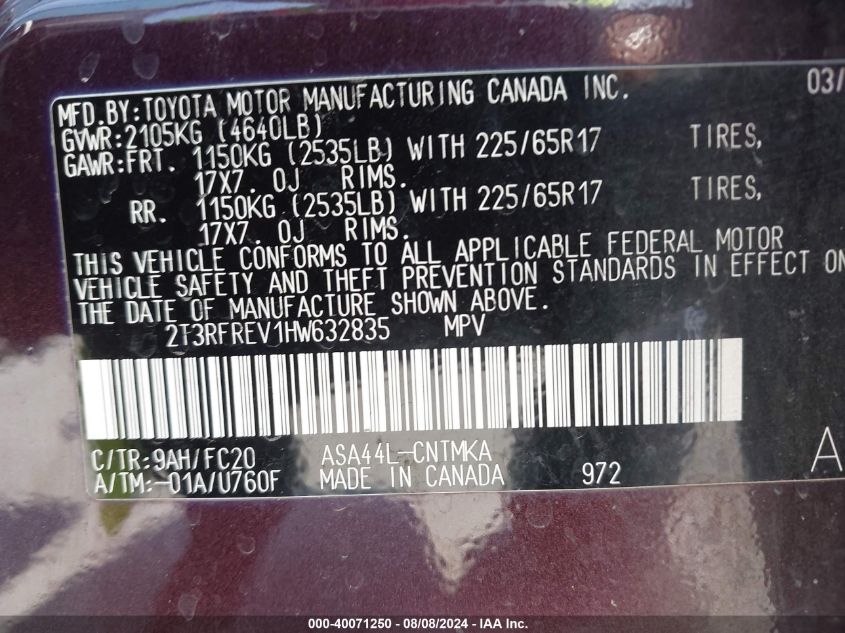 MFD.BY:TOYOTA MOTOR MANUFACTURING CANADA INC. 03/
GVWR:2105KG (4640LB)
GAWR:FRT. 1150KG (2535LB) WITH 225/65R17 TIRES,
17X7.0J RIMS.
RR. 1150KG (2535LB) WITH 225/65R17 TIRES,
17X7.0J RIMS.
THIS VEHICLE CONFORMS TO ALL APPLICABLE FEDERAL MOTOR
VEHICLE SAFETY AND THEFT PREVENTION STANDARDS IN EFFECT ON
THE DATE OF MANUFACTURE SHOWN ABOVE.
2T3RFREV1HW632835 MPV
C/TR:9AH/FC20 ASA44L-CNTMKA A
A/TM:-01A/U760F MADE IN CANADA 972
000-40071250 - 08/08/2024 - IAA Inc.